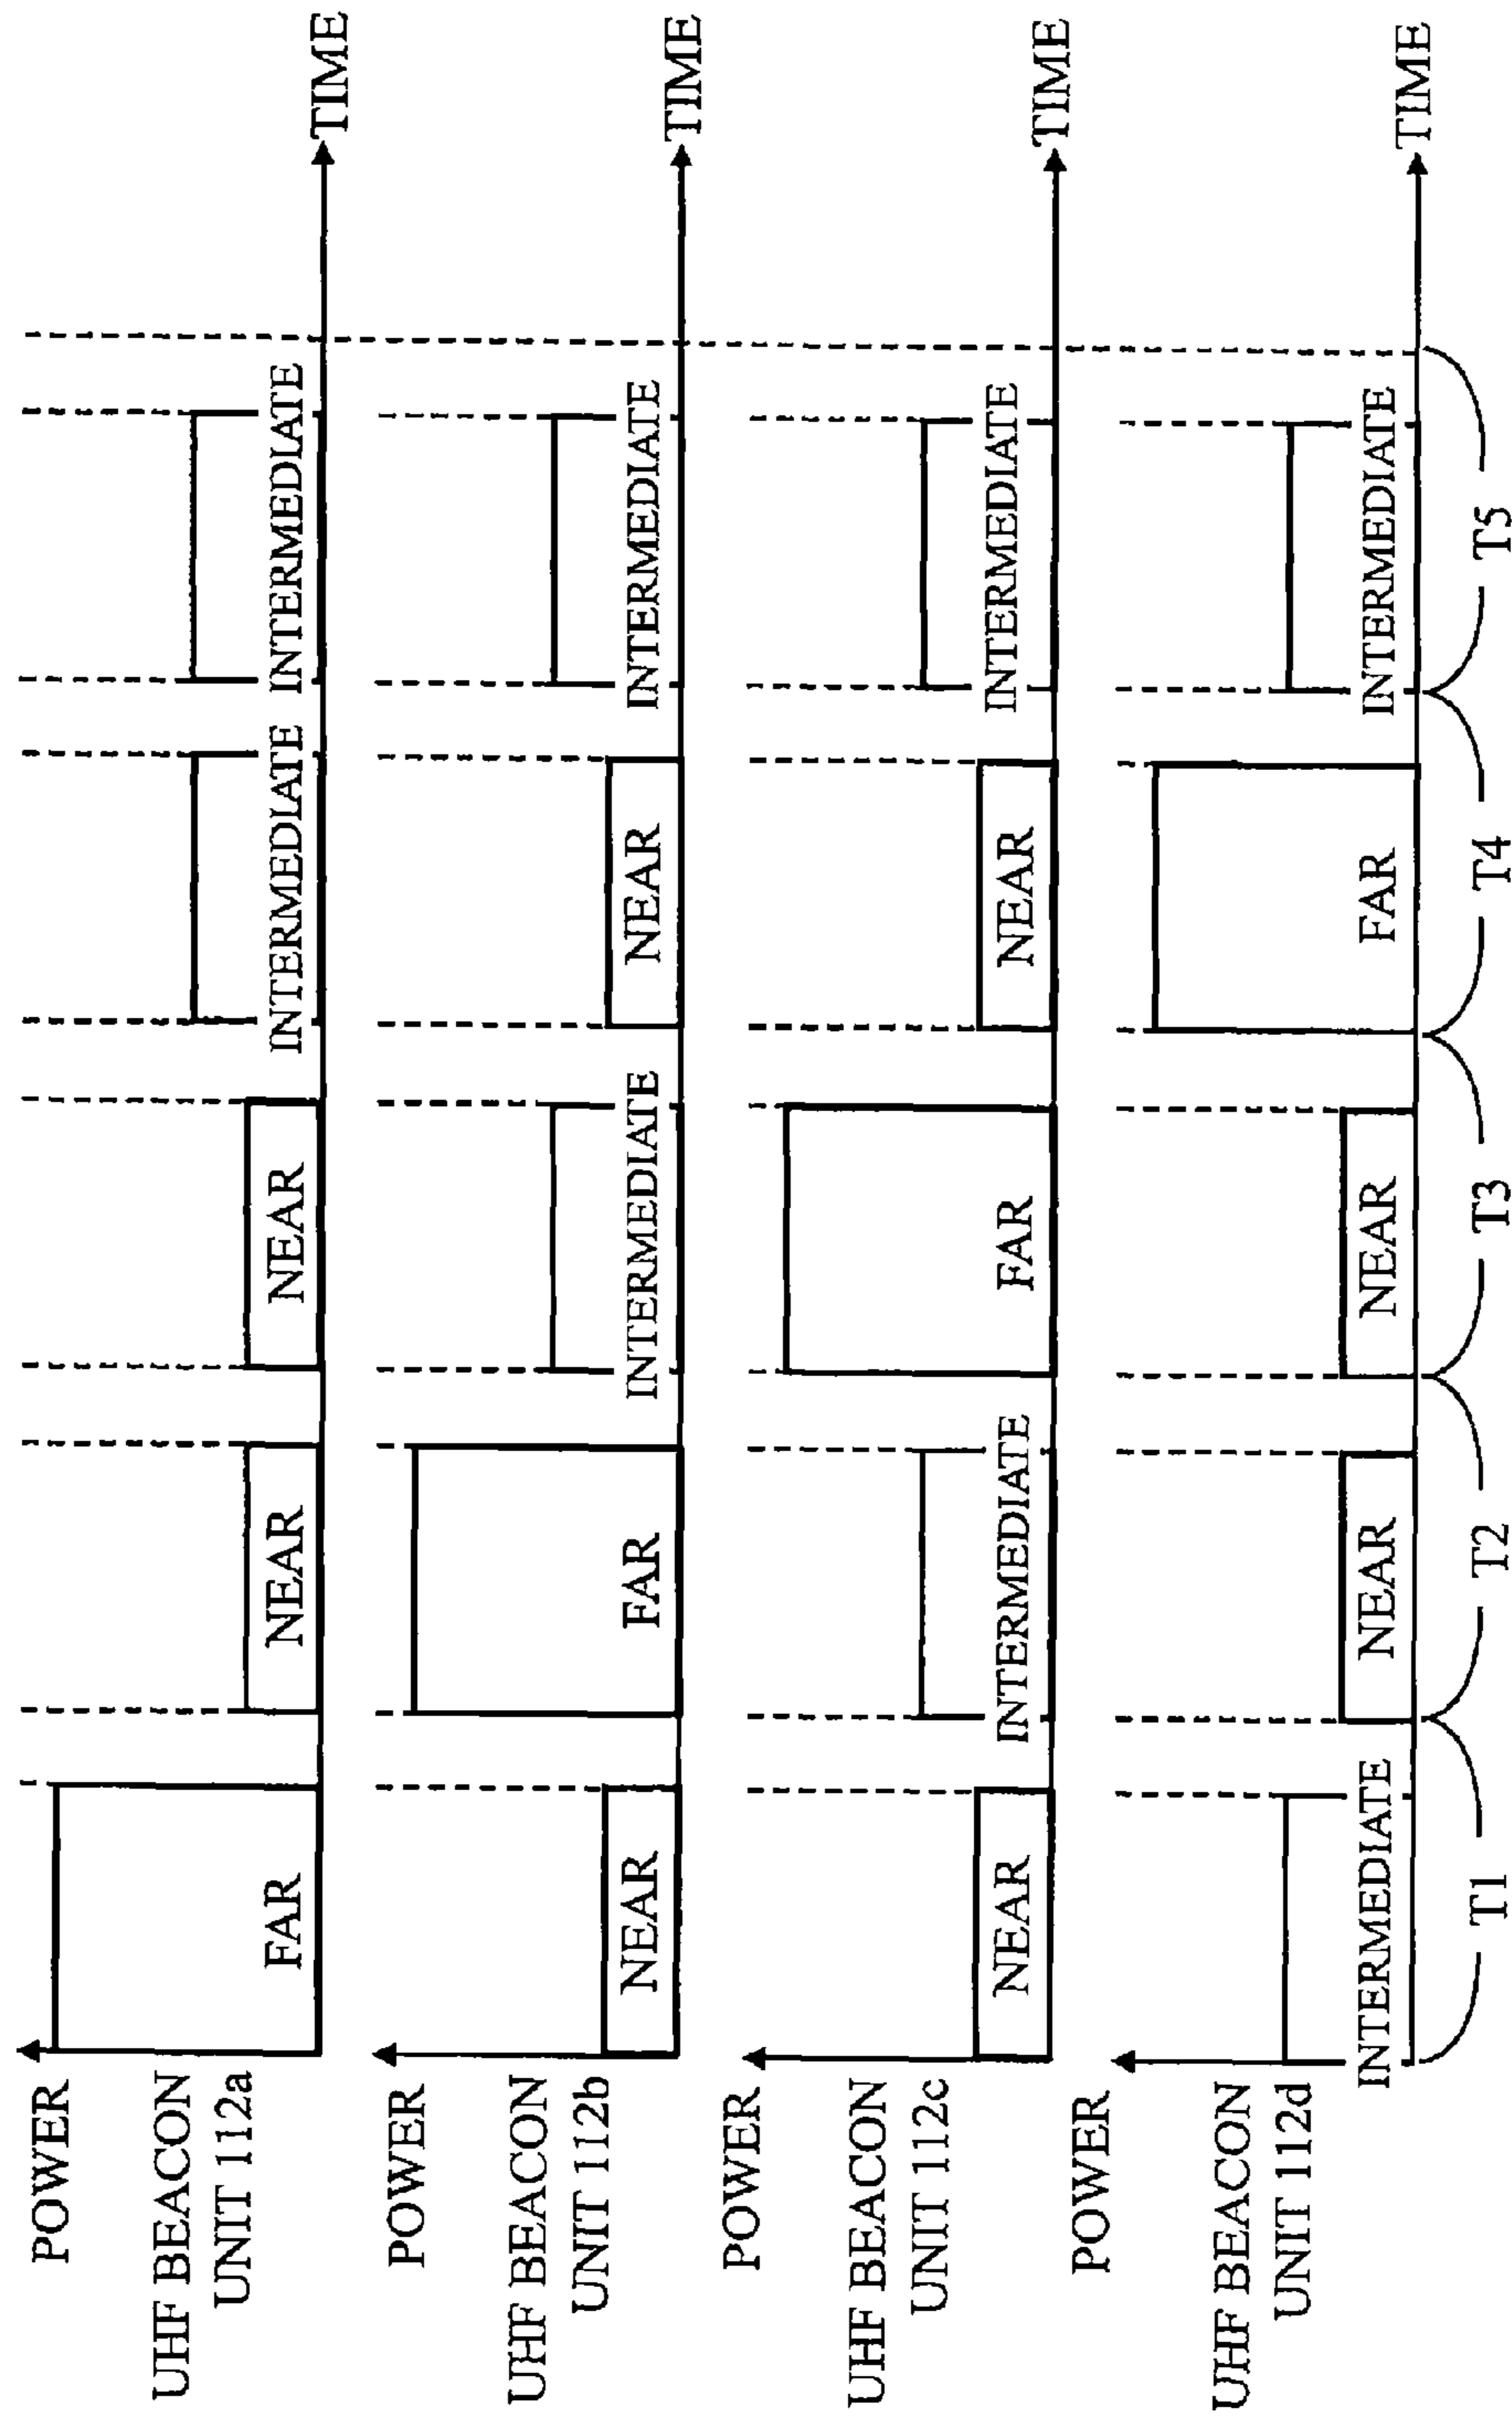 POWER
UHF BEACON
UNIT 112a
FAR
NEAR
NEAR
INTERMEDIATE
INTERMEDIATE
TIME
POWER
UHF BEACON
UNIT 112b
NEAR
FAR
INTERMEDIATE
NEAR
INTERMEDIATE
TIME
POWER
UHF BEACON
UNIT 112c
NEAR
INTERMEDIATE
FAR
NEAR
INTERMEDIATE
TIME
POWER
UHF BEACON
UNIT 112d
INTERMEDIATE
NEAR
NEAR
FAR
INTERMEDIATE
TIME
T1
T2
T3
T4
T5